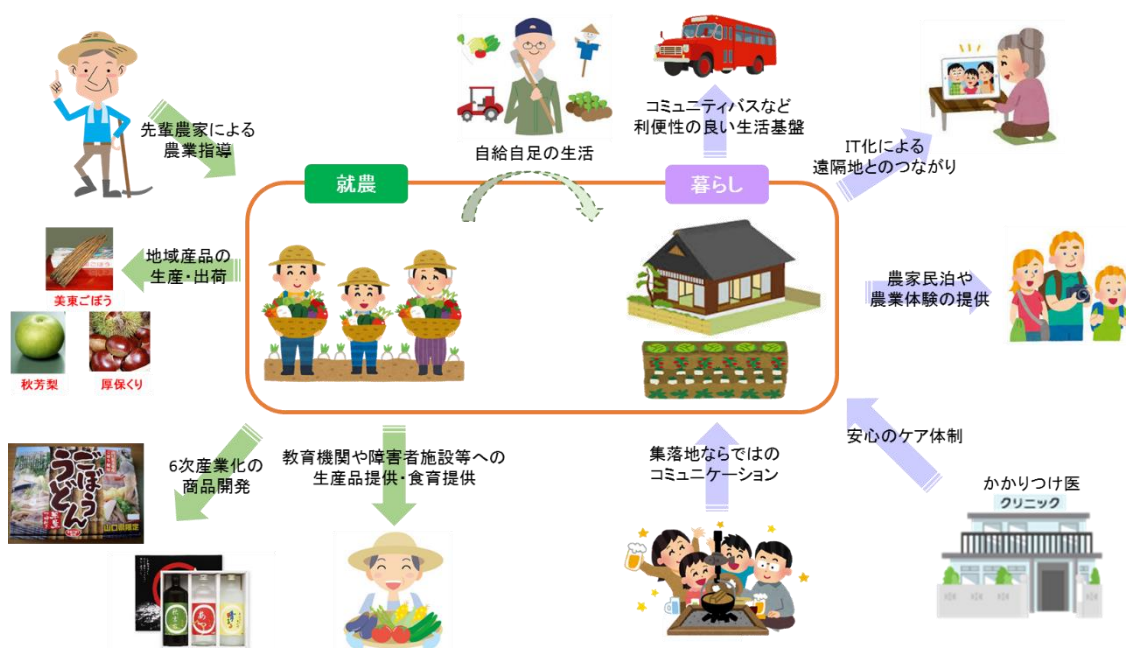 コミュニティバスなど
利便性の良い生活基盤
先輩農家による
農業指導
自給自足の生活
IT化による
遠隔地とのつながり
就農
暮らし
地域産品の
生産・出荷
美東ごぼう
秋芳梨
厚保くり
農家民泊や
農業体験の提供
6次産業化の
商品開発
教育機関や障害者施設等への
生産品提供・食育提供
集落地ならではの
コミュニケーション
安心のケア体制
かかりつけ医
クリニック
ごぼう
うどん
山口県限定